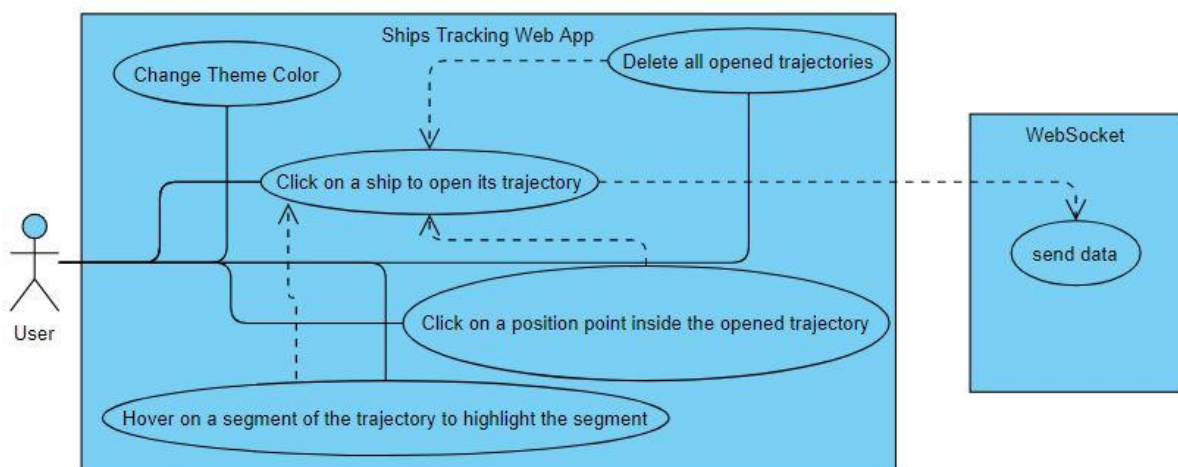 Ships Tracking Web App
Change Theme Color
Delete all opened trajectories
WebSocket
Click on a ship to open its trajectory
send data
User
Click on a position point inside the opened trajectory
Hover on a segment of the trajectory to highlight the segment